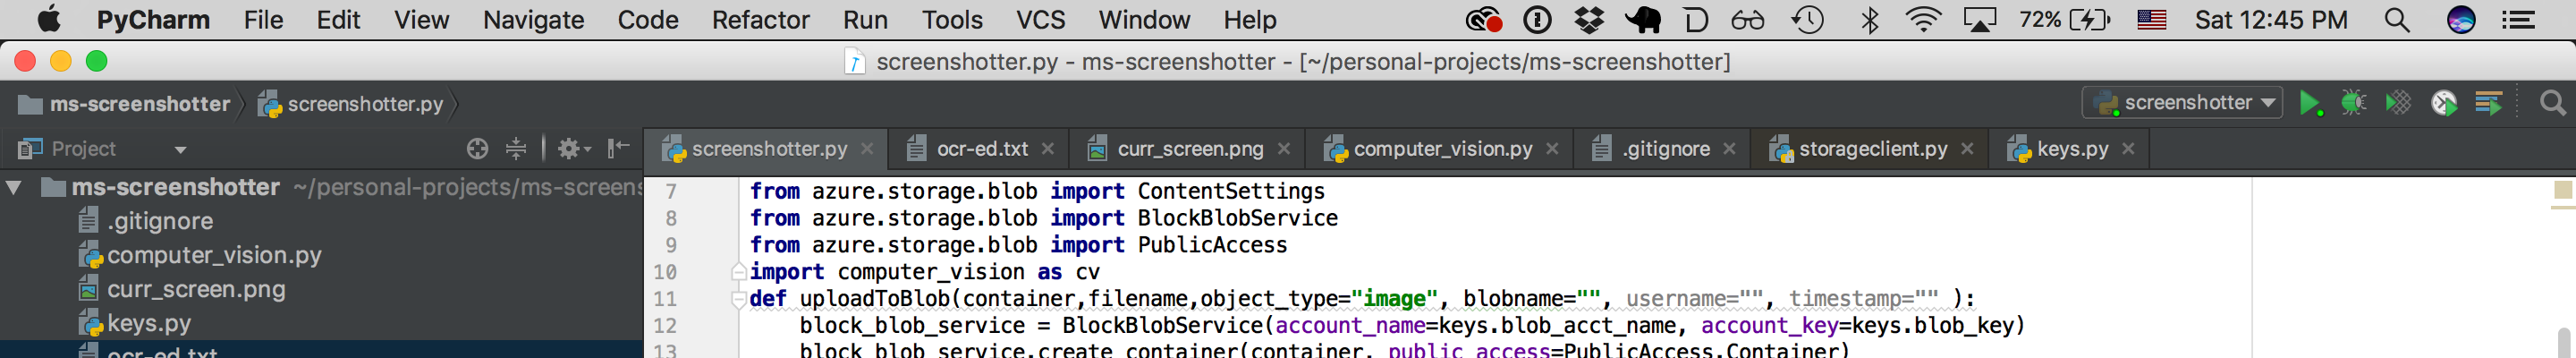 PyCharm File Edit View Navigate Code Refactor Run Tools VCS Window Help 72% Sat 12:45 PM
screenshotter.py - ms-screenshotter - [~/personal-projects/ms-screenshotter]
ms-screenshotter screenshotter.py screenshotter
Project screenshotter.py ocr-ed.txt curr_screen.png computer_vision.py .gitignore storageclient.py keys.py
ms-screenshotter ~/personal-projects/ms-screens
.gitignore
computer_vision.py
curr_screen.png
keys.py
ocr-ed.txt
7 from azure.storage.blob import ContentSettings
8 from azure.storage.blob import BlockBlobService
9 from azure.storage.blob import PublicAccess
10 import computer_vision as cv
11 def uploadToBlob(container,filename,object_type="image", blobname="", username="", timestamp="" ):
12 block_blob_service = BlockBlobService(account_name=keys.blob_acct_name, account_key=keys.blob_key)
13 block_blob_service.create_container(container, public_access=PublicAccess.Container)